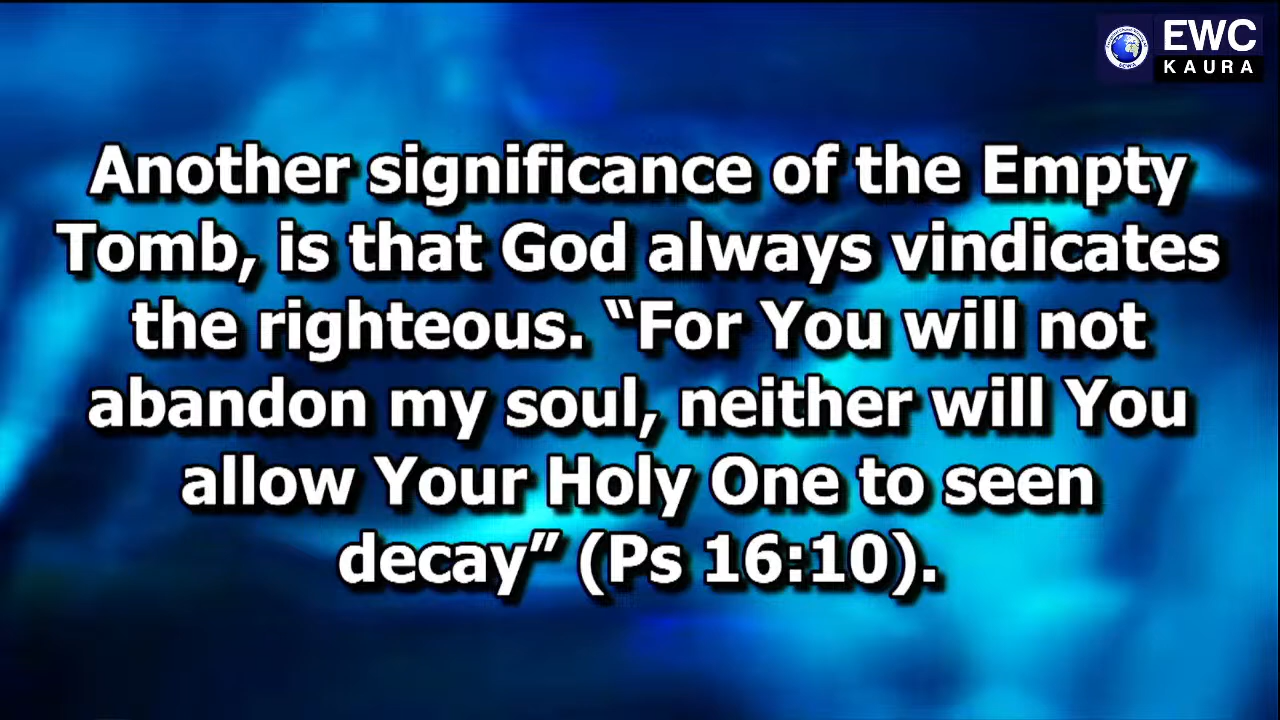 EWC
KAURA
Another significance of the Empty
Tomb, is that God always vindicates
the righteous. “For You will not
abandon my soul, neither will You
allow Your Holy One to seen
decay” (Ps 16:10).